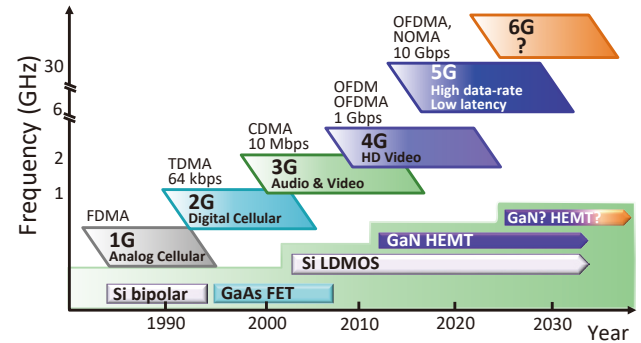 OFDMA,
NOMA
10 Gbps
6G
?
5G
High data-rate
Low latency
OFDM
OFDMA
1 Gbps
4G
HD Video
CDMA
10 Mbps
3G
Audio & Video
TDMA
64 kbps
2G
Digital Cellular
FDMA
1G
Analog Cellular
GaN? HEMT?
GaN HEMT
Si LDMOS
Si bipolar
GaAs FET
Frequency (GHz)
30
6
2
1
1990
2000
2010
2020
2030
Year